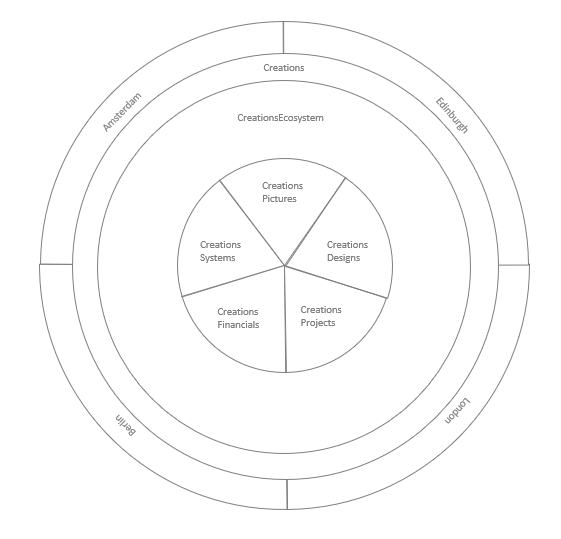 Creations
Amsterdam
Edinburgh
CreationsEcosystem
Creations
Pictures
Creations
Systems
Creations
Designs
Creations
Financials
Creations
Projects
Berlin
London